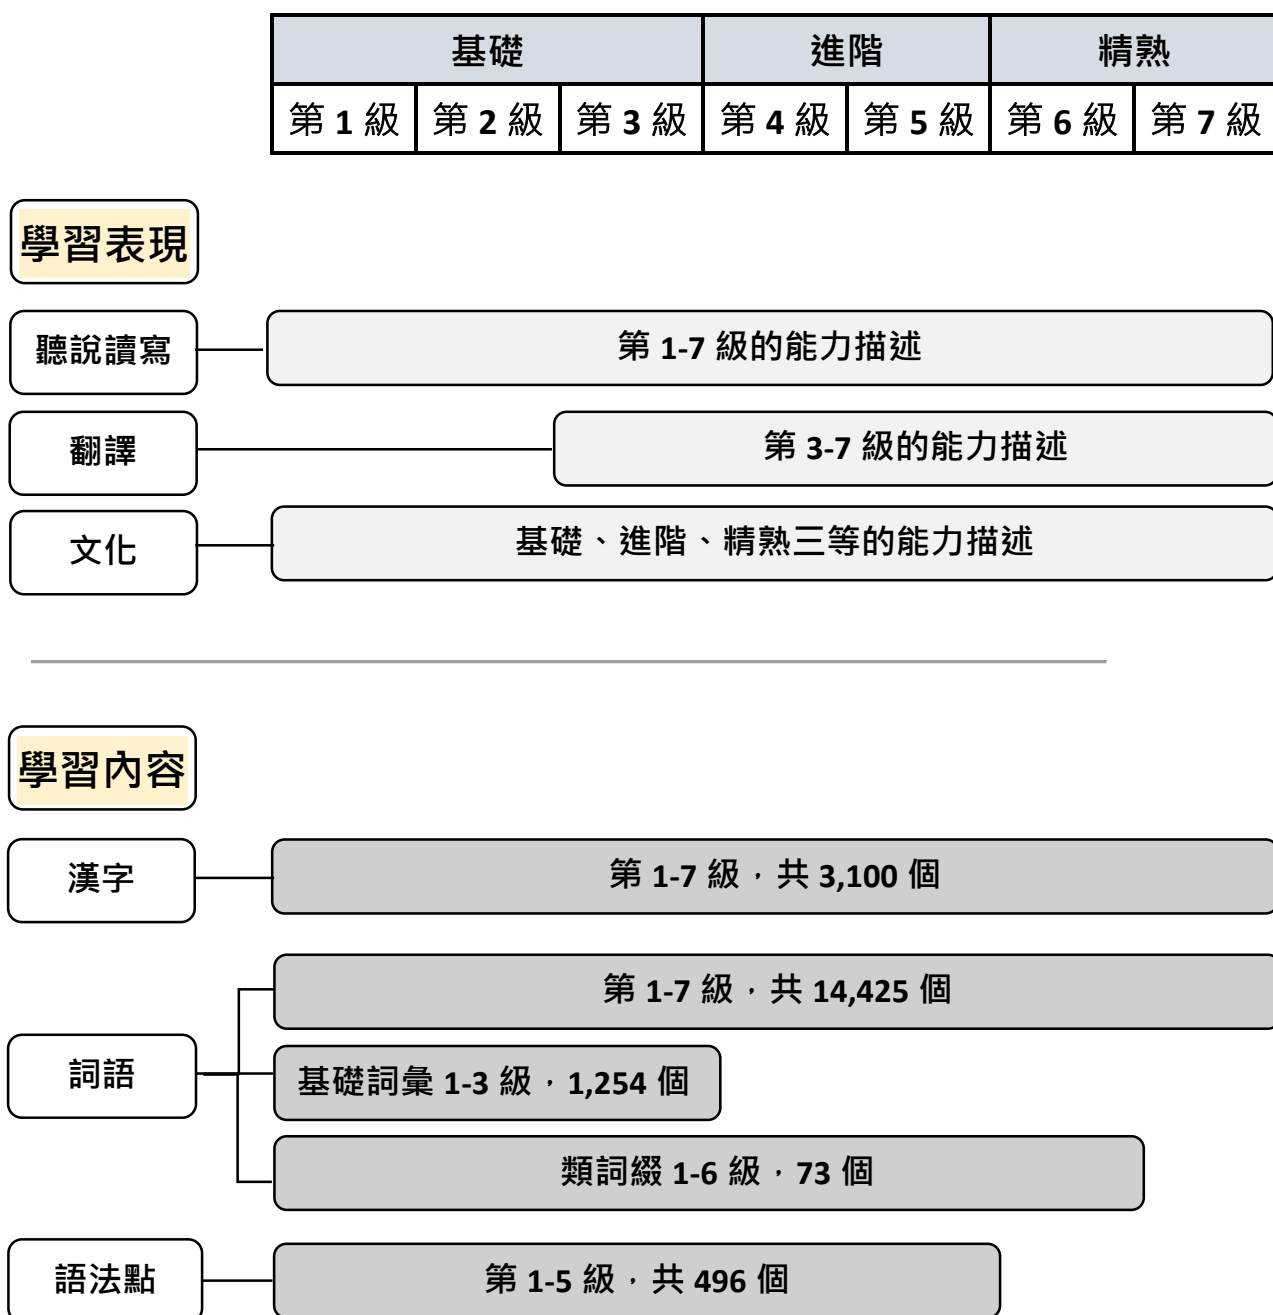 基礎 進階 精熟
第 1 級 第 2 級 第 3 級 第 4 級 第 5 級 第 6 級 第 7 級
學習表現
聽說讀寫 第 1-7 級的能力描述
翻譯 第 3-7 級的能力描述
文化 基礎、進階、精熟三等的能力描述
學習內容
漢字 第 1-7 級，共 3,100 個
第 1-7 級，共 14,425 個
詞語 基礎詞彙 1-3 級，1,254 個
類詞綴 1-6 級，73 個
語法點 第 1-5 級，共 496 個